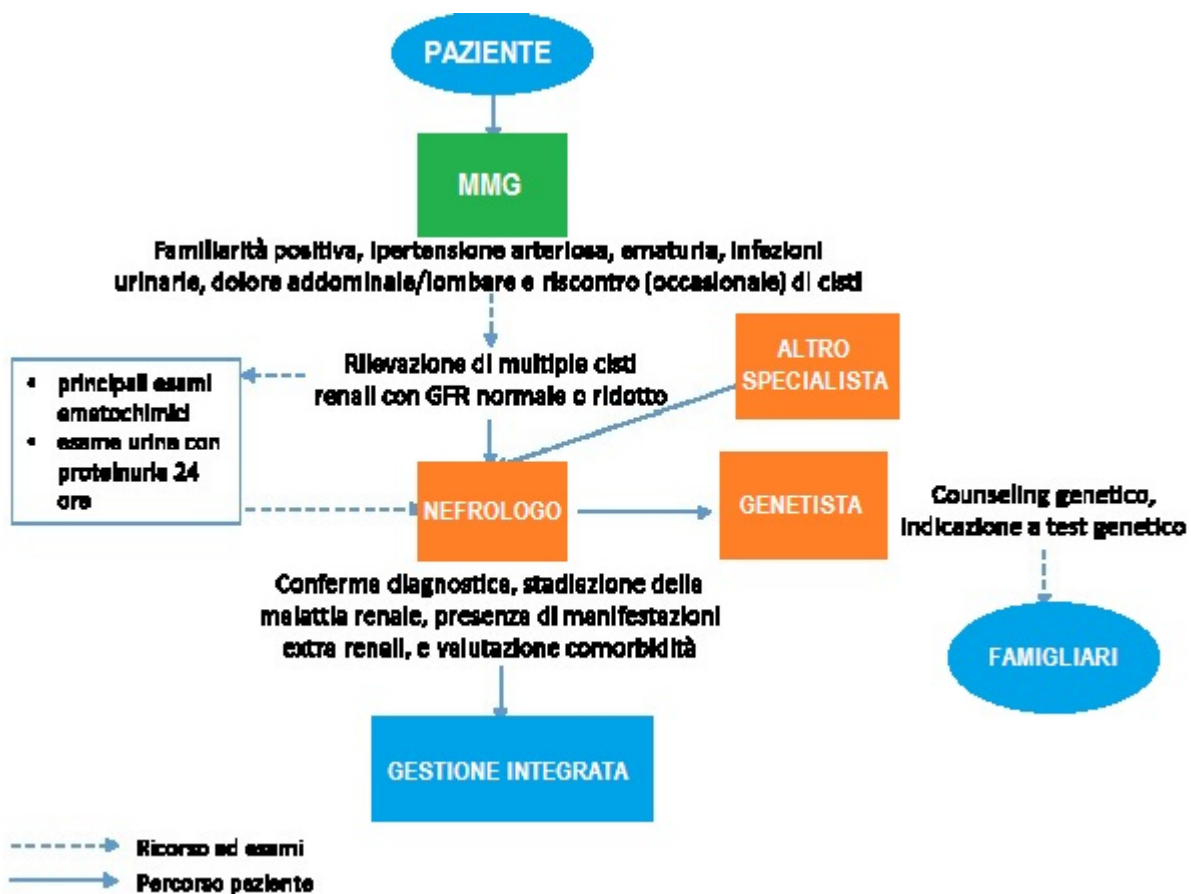 PAZIENTE
MMG
Familiarità positiva, ipertensione arteriosa, ematuria, infezioni
urinarie, dolore addominale/lombare e riscontro (occasionale) di cisti
Rilevazione di multiple cisti
renali con GFR normale o ridotto
ALTRO
SPECIALISTA
• principali esami
ematochimici
• esame urine con
proteinuria 24
ore
NEFROLOGO
GENETISTA
Counseling genetico,
indicazione a test genetico
Conferma diagnostica, stadiazione della
malattia renale, presenza di manifestazioni
extra renali, e valutazione comorbidità
FAMIGLIARI
GESTIONE INTEGRATA
Ricorso ad esami
Percorso paziente